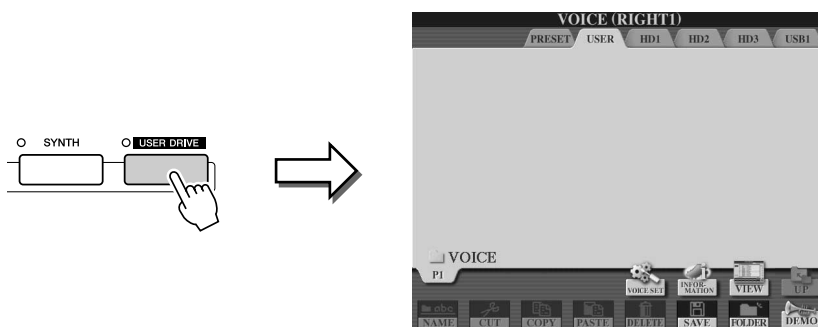 SYNTH
USER DRIVE
VOICE (RIGHT1)
PRESET USER HD1 HD2 HD3 USB1
VOICE
P1
VOICE SET INFOR-MATION VIEW UP
abc
NAME CUT COPY PASTE DELETE SAVE FOLDER DEMO